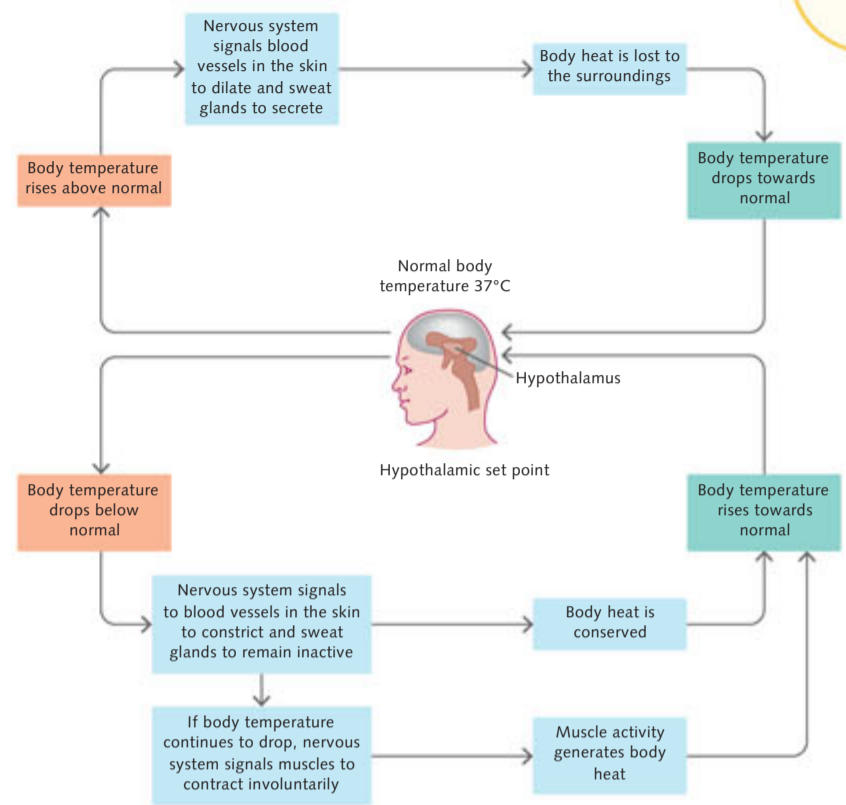 Nervous system
signals blood
vessels in the skin
to dilate and sweat
glands to secrete
Body heat is lost to
the surroundings
Body temperature
rises above normal
Body temperature
drops towards
normal
Normal body
temperature 37°C
Hypothalamus
Hypothalamic set point
Body temperature
drops below
normal
Body temperature
rises towards
normal
Nervous system signals
to blood vessels in the skin
to constrict and sweat
glands to remain inactive
Body heat is
conserved
If body temperature
continues to drop, nervous
system signals muscles to
contract involuntarily
Muscle activity
generates body
heat